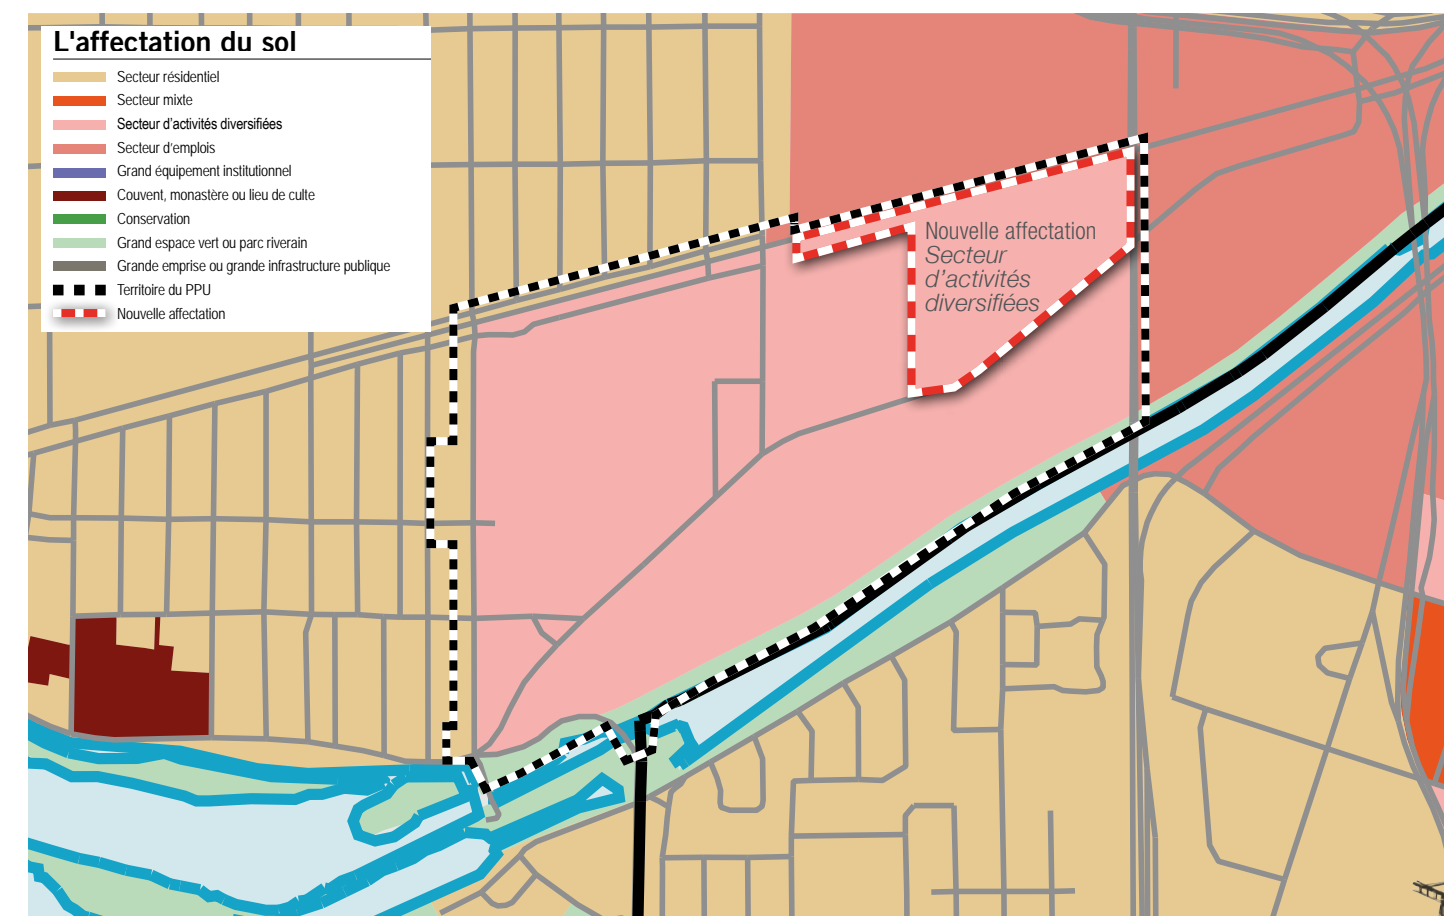 L'affectation du sol
Secteur résidentiel
Secteur mixte
Secteur d'activités diversifiées
Secteur d'emplois
Grand équipement institutionnel
Couvent, monastère ou lieu de culte
Conservation
Grand espace vert ou parc riverain
Grande emprise ou grande infrastructure publique
Territoire du PPU
Nouvelle affectation
Nouvelle affectation
Secteur
d'activités
diversifiées